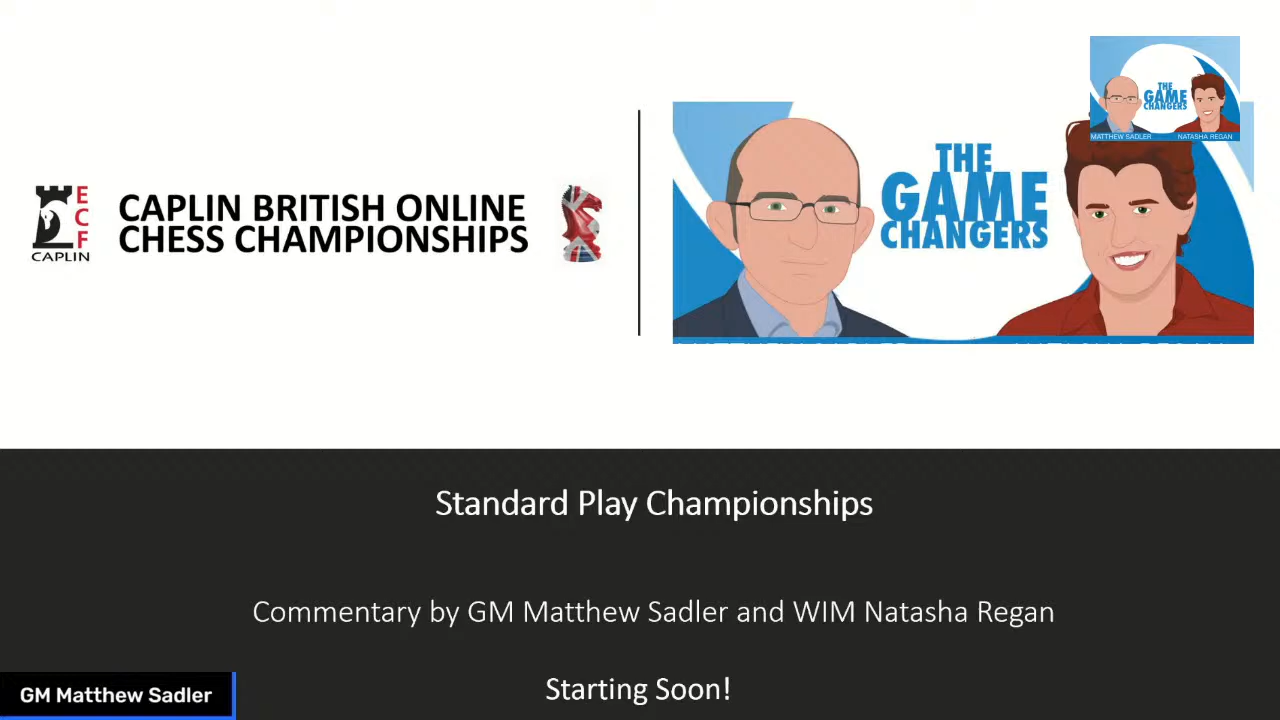 E
C
F
CAPLIN
CAPLIN BRITISH ONLINE
CHESS CHAMPIONSHIPS
THE
GAME
CHANGERS
THE
GAME
CHANGERS
MATTHEW SADLER
NATASHA REGAN
Standard Play Championships
Commentary by GM Matthew Sadler and WIM Natasha Regan
Starting Soon!
GM Matthew Sadler